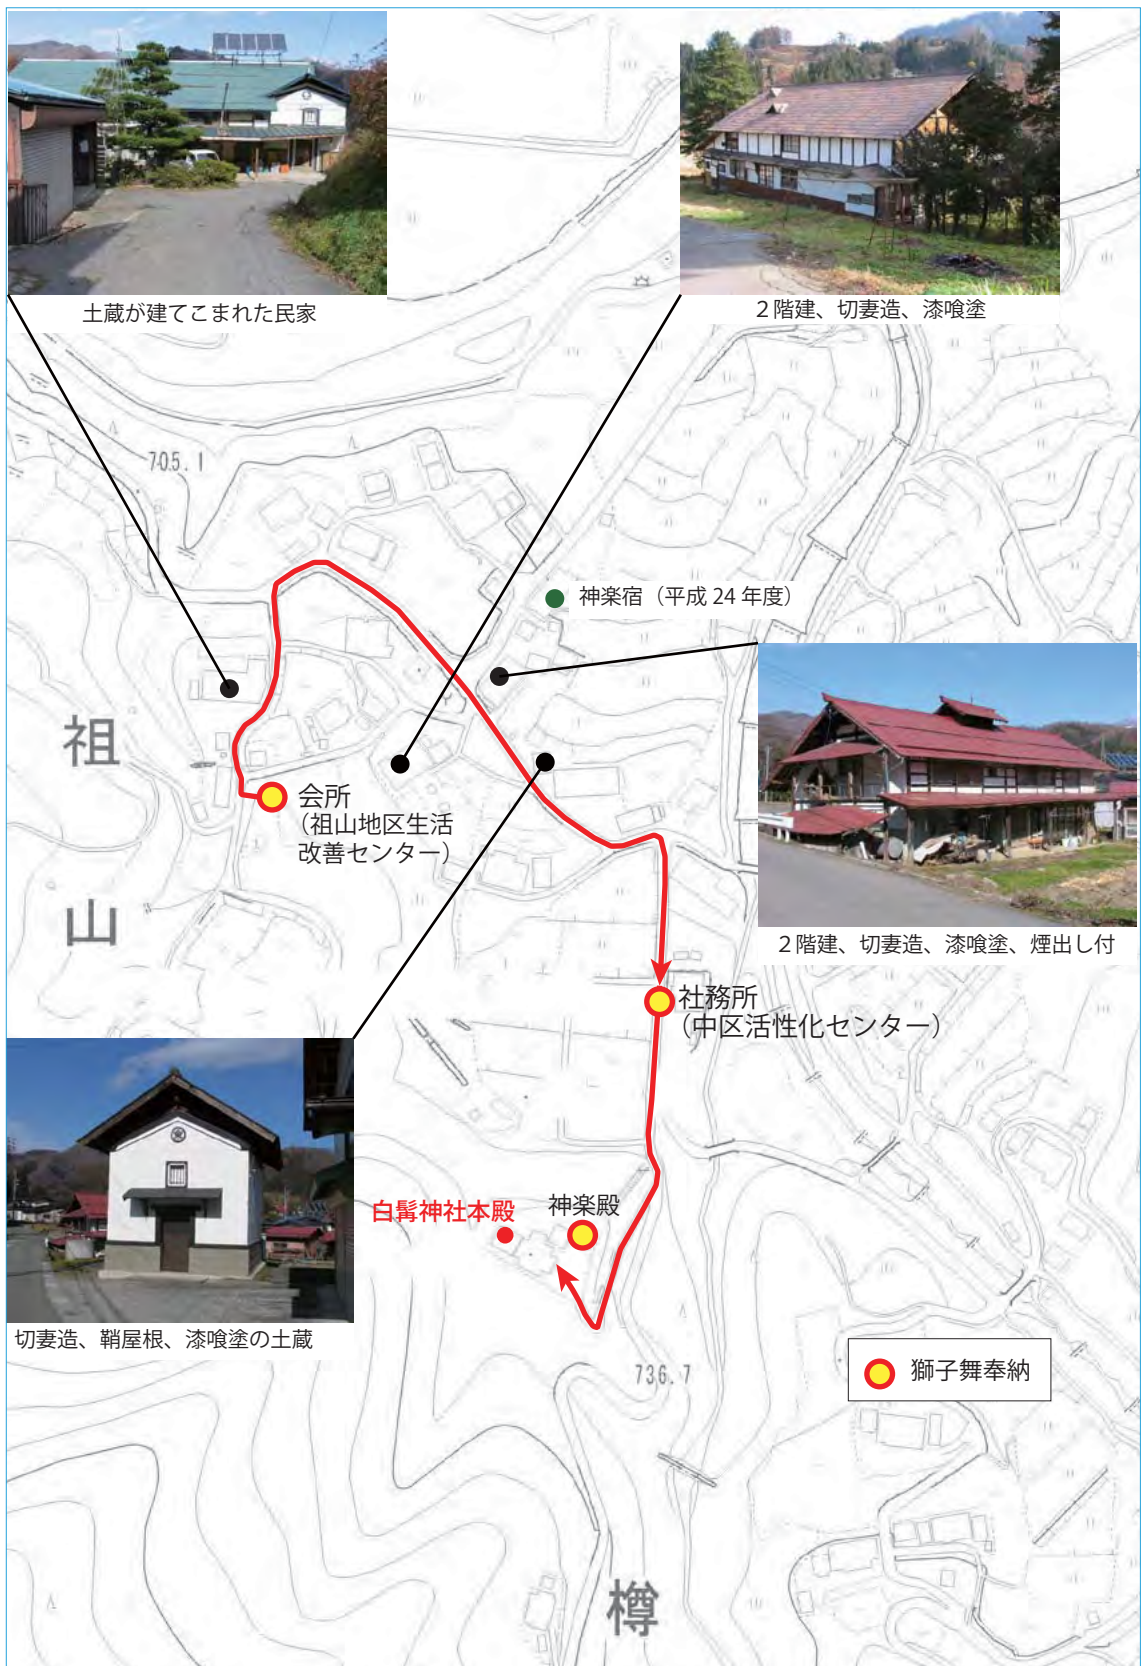 土蔵が建てこまれた民家
２階建、切妻造、漆喰塗
705.1
神楽宿（平成 24 年度）
祖
山
会所
（祖山地区生活
改善センター）
２階建、切妻造、漆喰塗、煙出し付
社務所
（中区活性化センター）
白髯神社本殿
神楽殿
切妻造、鞘屋根、漆喰塗の土蔵
736.7
獅子舞奉納
樽